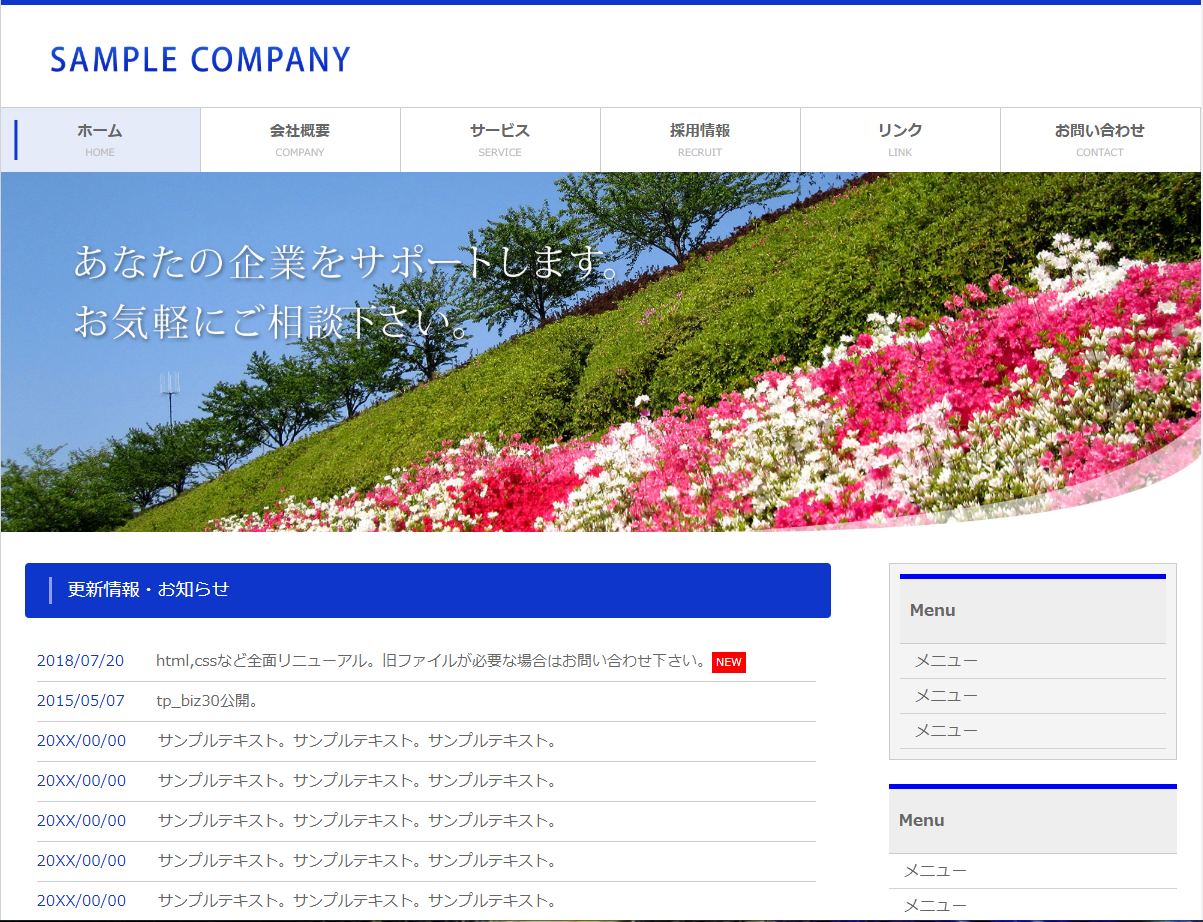 SAMPLE COMPANY
ホーム 会社概要 サービス 採用情報 リンク お問い合わせ
HOME COMPANY SERVICE RECRUIT LINK CONTACT
あなたの企業をサポートします。
お気軽にご相談下さい。
更新情報・お知らせ
2018/07/20 html,cssなど全面リニューアル。旧ファイルが必要な場合はお問い合わせ下さい。 NEW
2015/05/07 tp_biz30公開。
20XX/00/00 サンプルテキスト。サンプルテキスト。サンプルテキスト。
20XX/00/00 サンプルテキスト。サンプルテキスト。サンプルテキスト。
20XX/00/00 サンプルテキスト。サンプルテキスト。サンプルテキスト。
20XX/00/00 サンプルテキスト。サンプルテキスト。サンプルテキスト。
20XX/00/00 サンプルテキスト。サンプルテキスト。サンプルテキスト。
Menu
メニュー
メニュー
メニュー
Menu
メニュー
メニュー